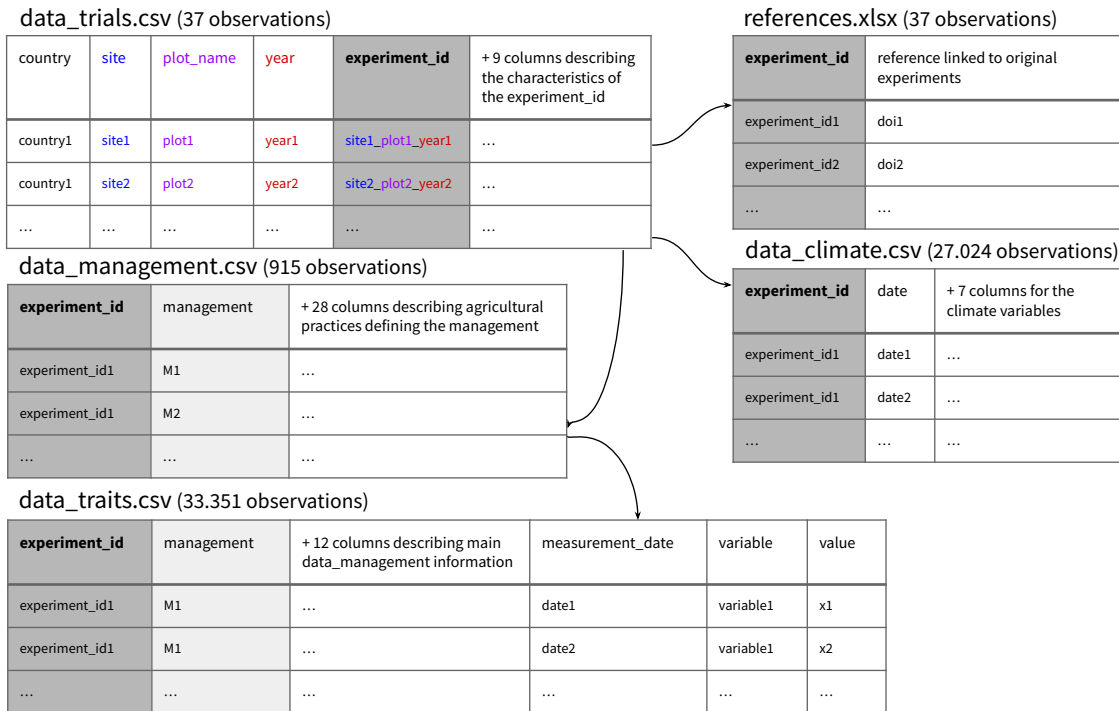 data_trials.csv (37 observations)
country site plot_name year experiment_id + 9 columns describing
the characteristics of
the experiment_id
country1 site1 plot1 year1 site1_plot1_year1 …
country1 site2 plot2 year2 site2_plot2_year2 …
… … … … … …
references.xlsx (37 observations)
experiment_id reference linked to original
experiments
experiment_id1 doi1
experiment_id2 doi2
… …
data_management.csv (915 observations)
experiment_id management + 28 columns describing agricultural
practices defining the management
experiment_id1 M1 …
experiment_id1 M2 …
… … …
data_climate.csv (27.024 observations)
experiment_id date + 7 columns for the
climate variables
experiment_id1 date1 …
experiment_id1 date2 …
… … …
data_traits.csv (33.351 observations)
experiment_id management + 12 columns describing main measurement_date variable value
data_management information
experiment_id1 M1 … date1 variable1 x1
experiment_id1 M1 … date2 variable1 x2
… … … … … …